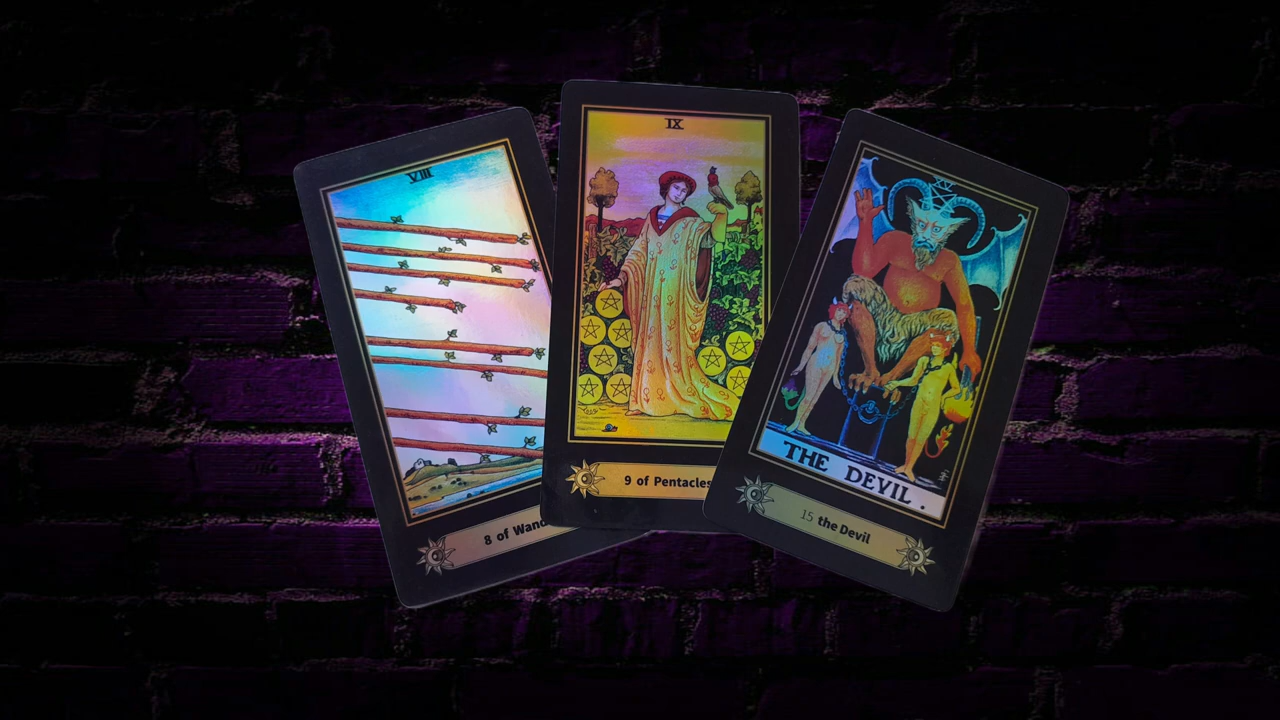 VIII
8 of Wand
IX
9 of Pentacles
THE DEVIL.
15 the Devil